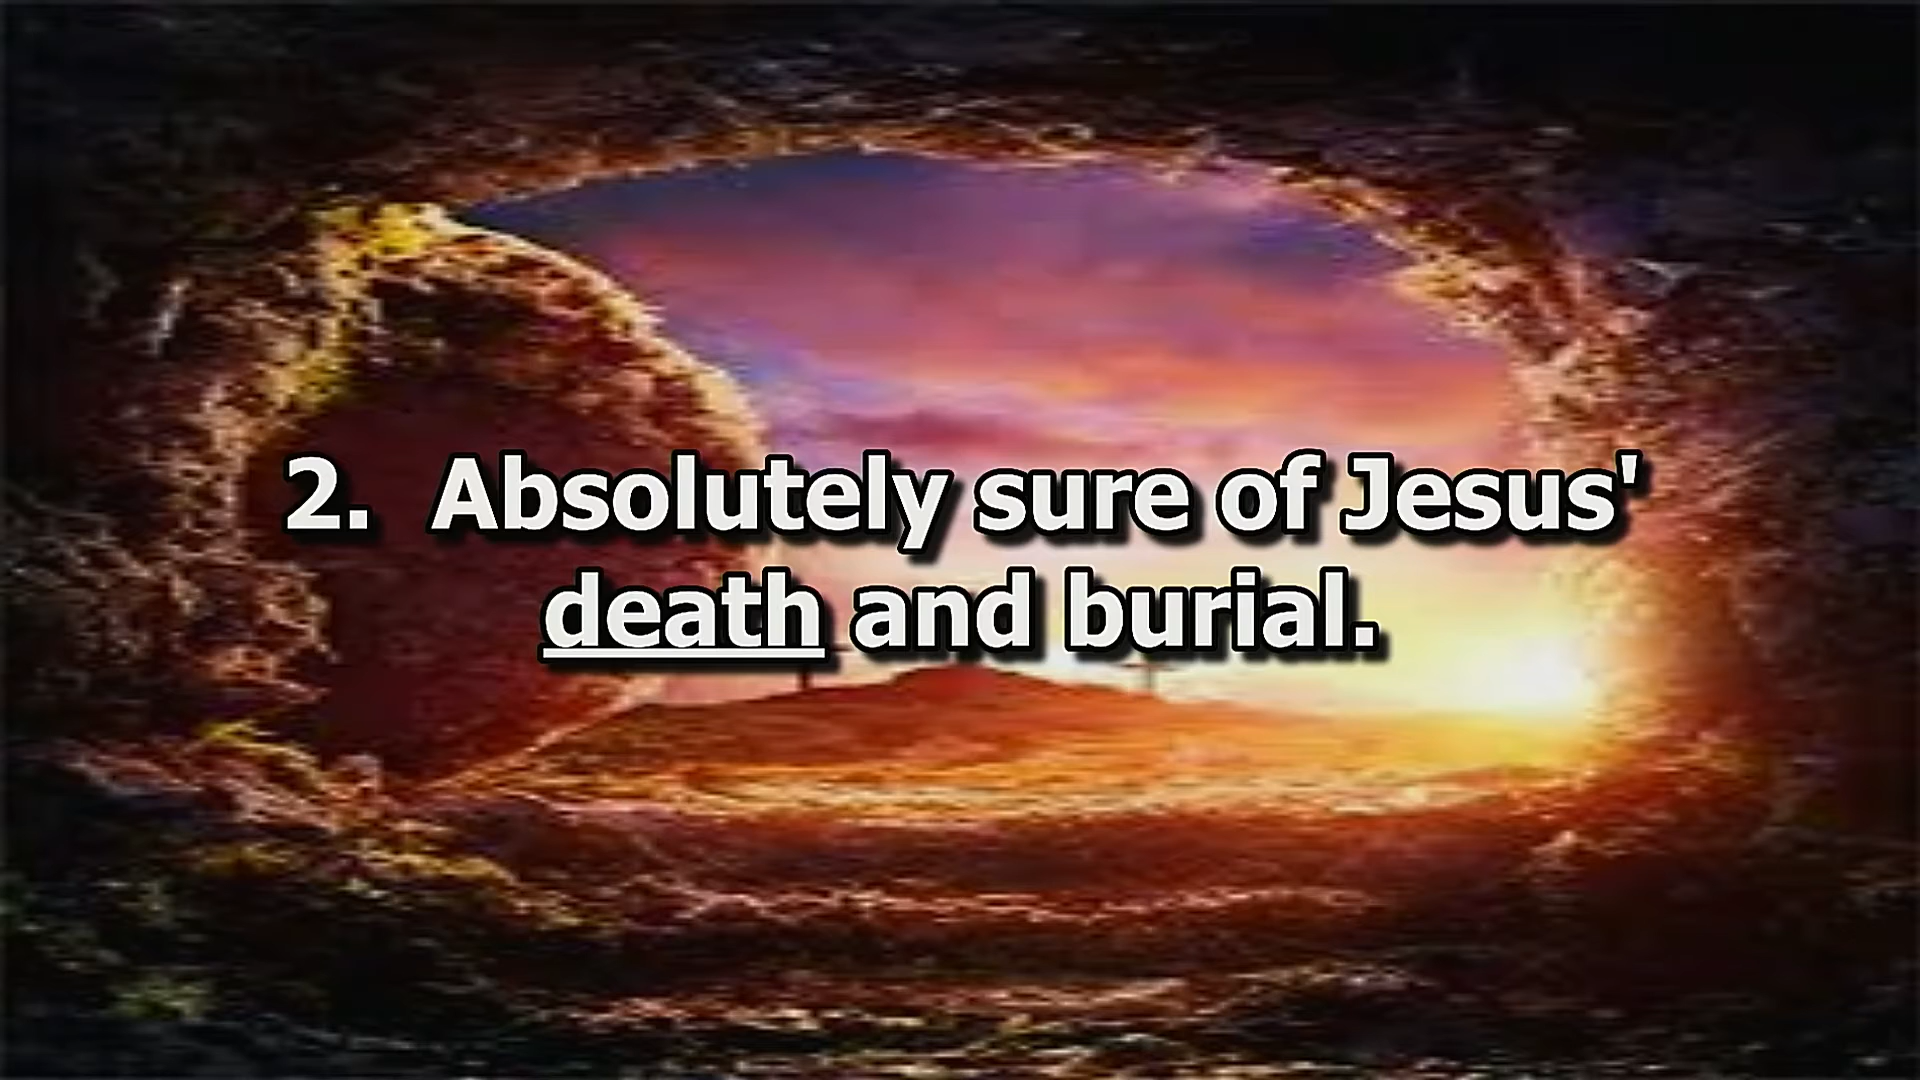 2. Absolutely sure of Jesus'
death and burial.